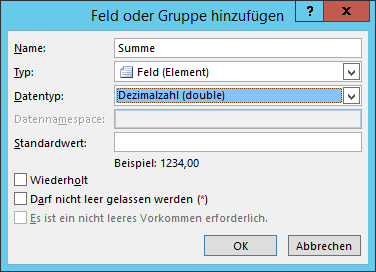 Feld oder Gruppe hinzufügen
? x
Name: Summe
Typ: Feld (Element)
Datentyp: Dezimalzahl (double)
Datennamespace:
Standardwert:
Beispiel: 1234,00
Wiederholt
Darf nicht leer gelassen werden (*)
Es ist ein nicht leeres Vorkommen erforderlich.
OK Abbrechen